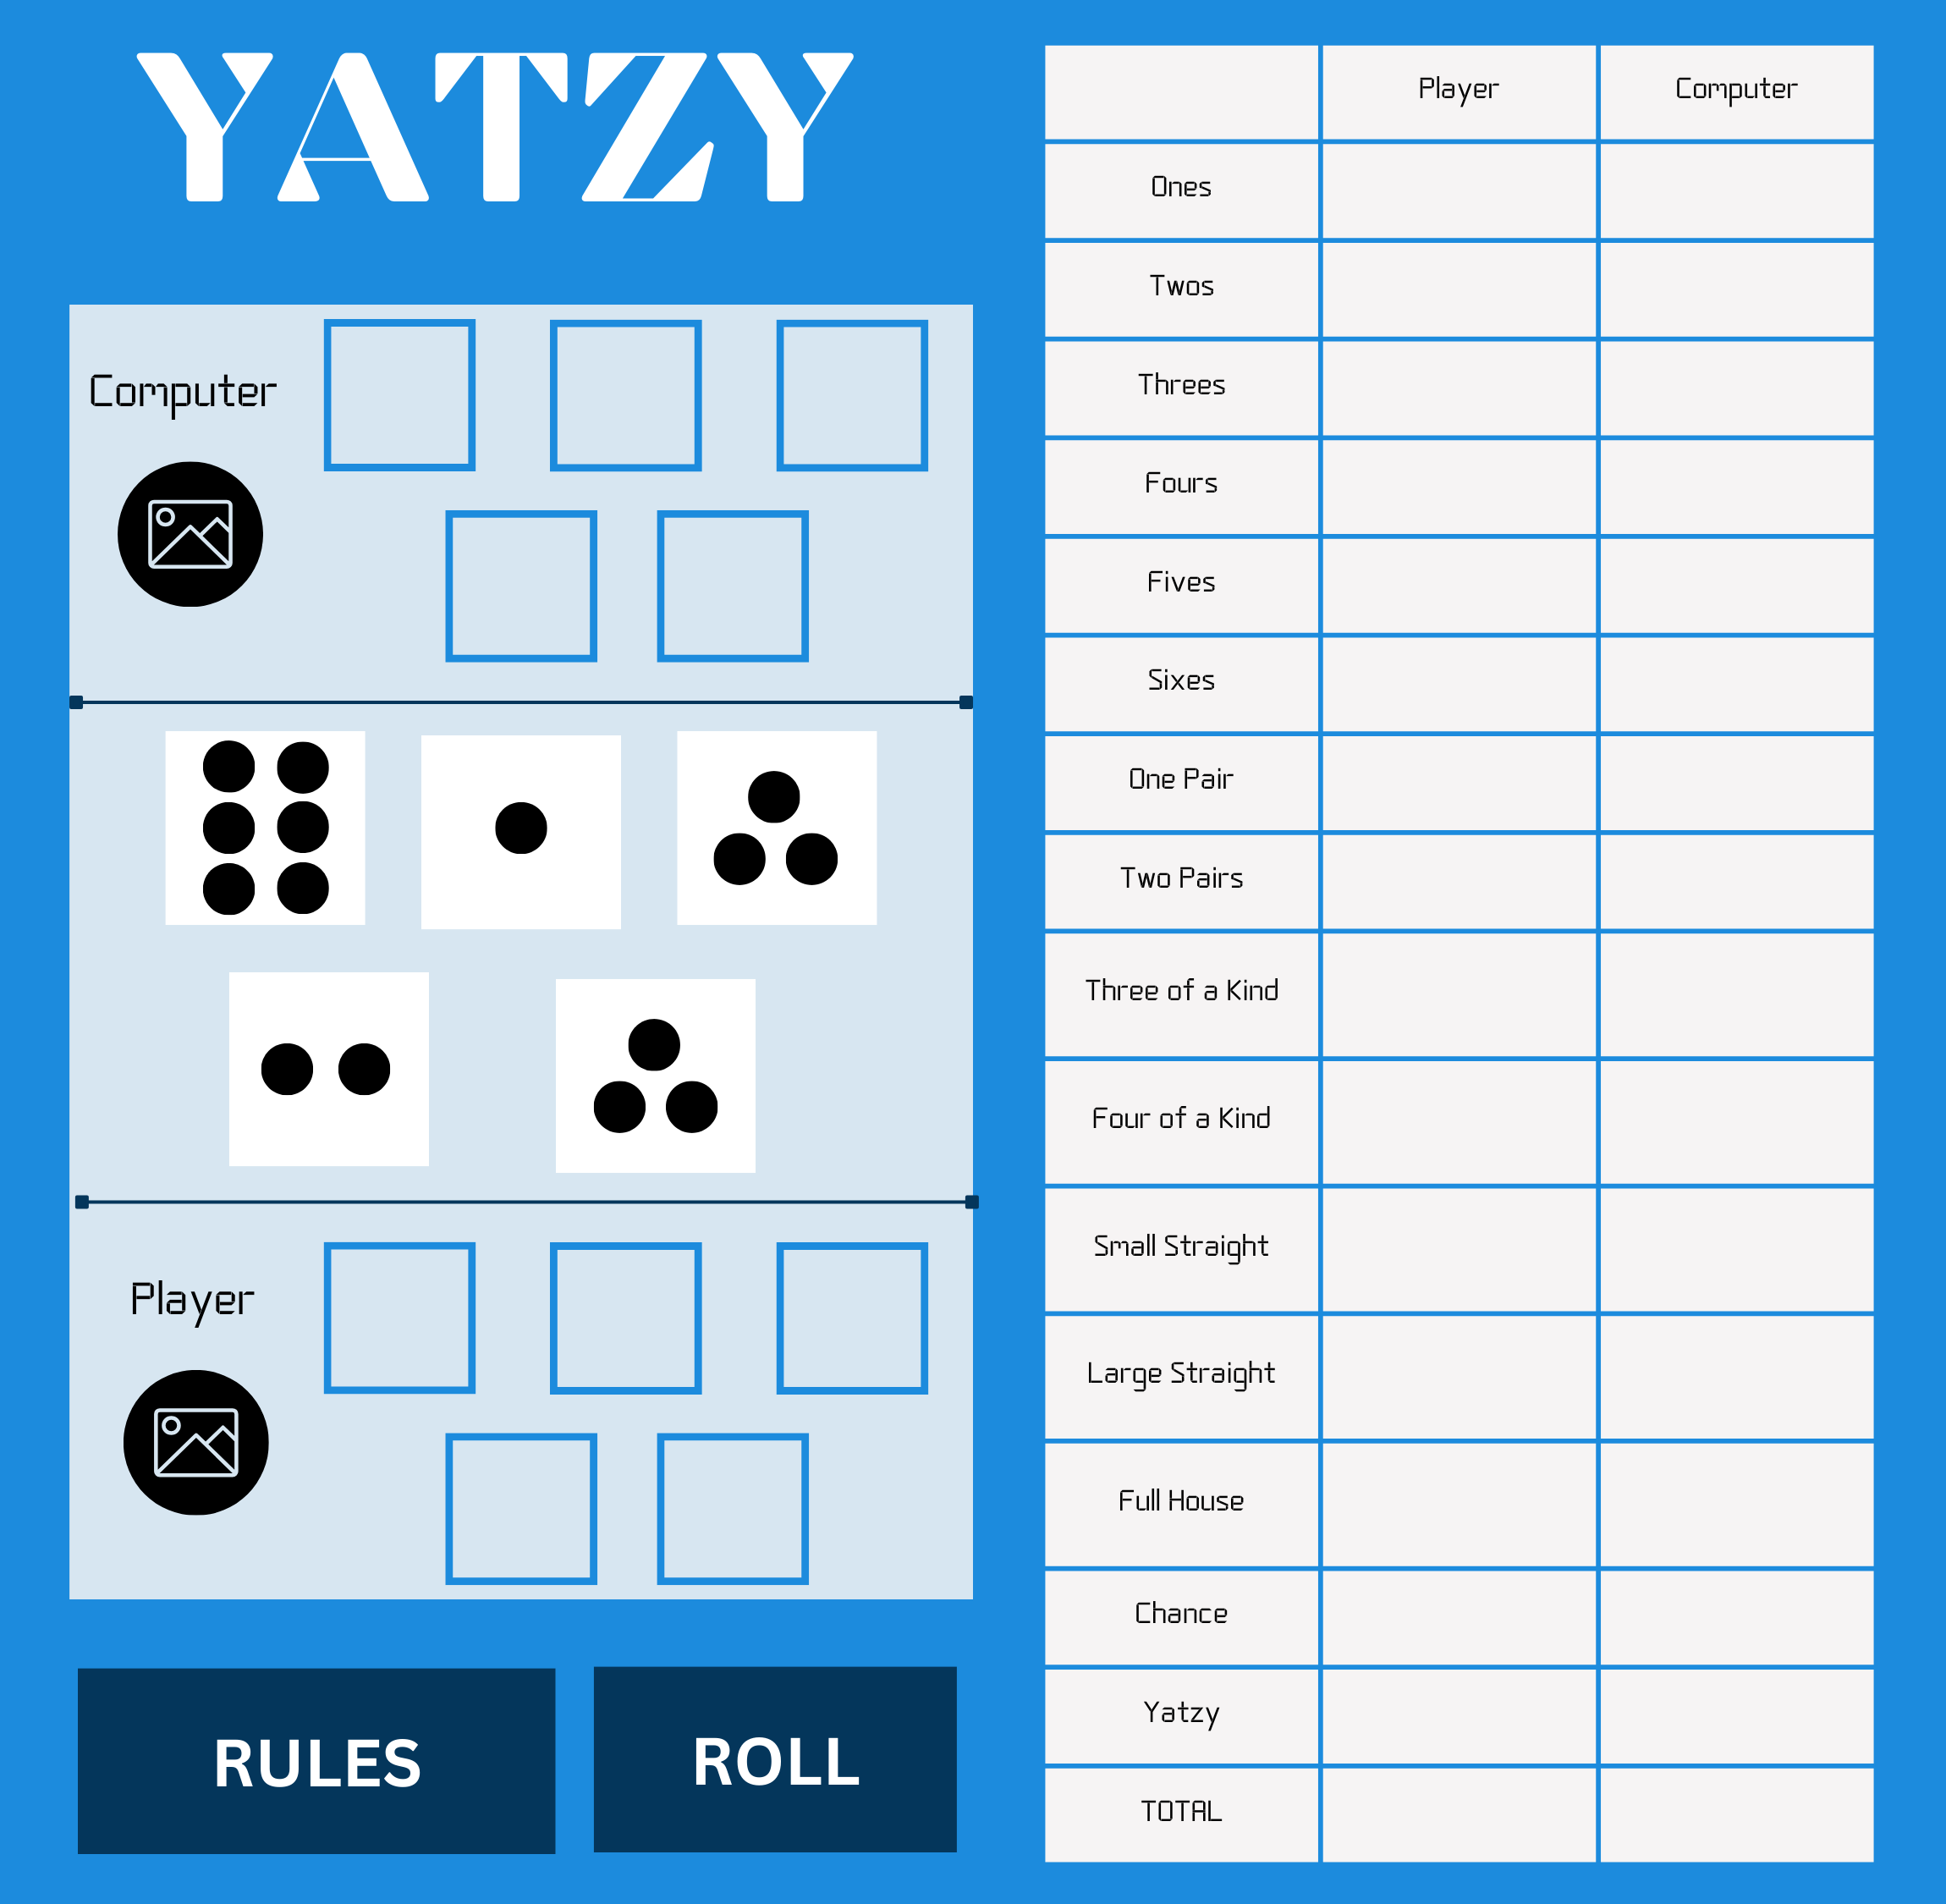 YATZY
Computer
Player
RULES
ROLL
Player Computer
Ones
Twos
Threes
Fours
Fives
Sixes
One Pair
Two Pairs
Three of a Kind
Four of a Kind
Small Straight
Large Straight
Full House
Chance
Yatzy
TOTAL